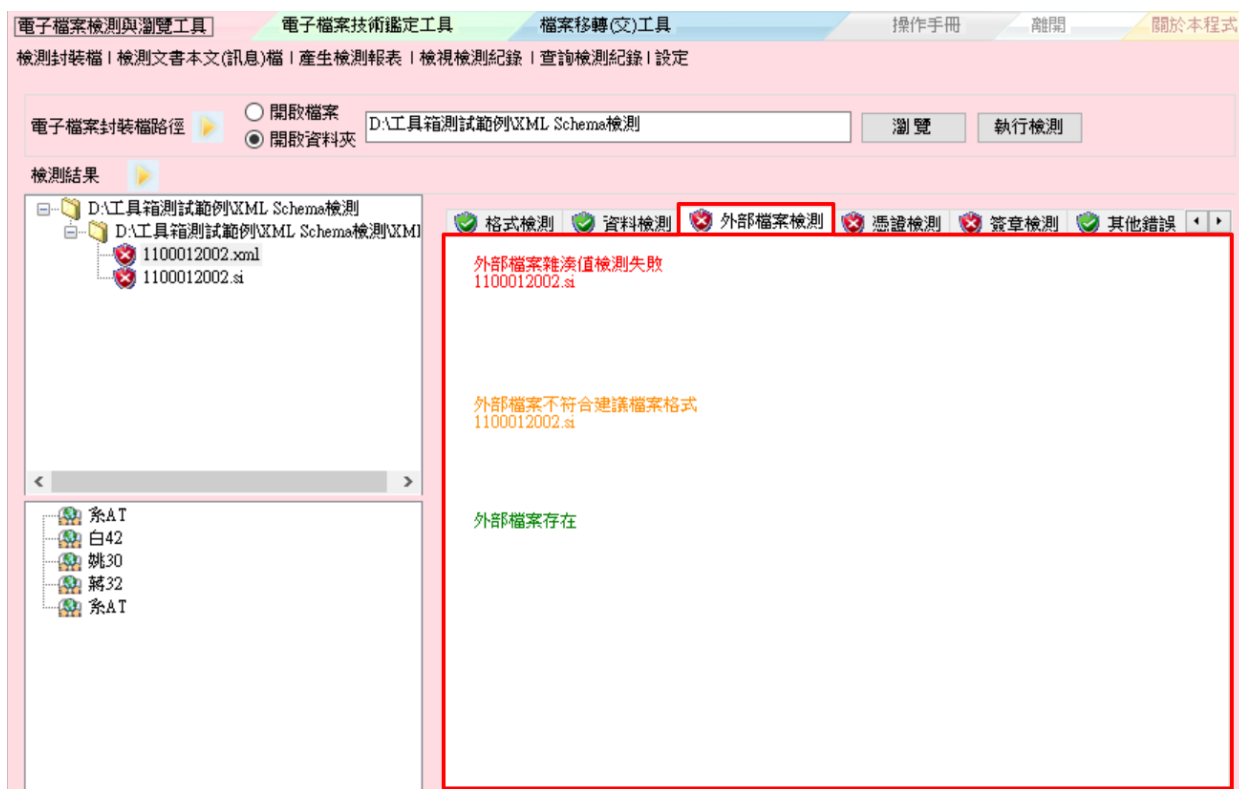 電子檔案檢測與瀏覽工具 電子檔案技術鑑定工具 檔案移轉(交)工具 操作手冊 離開 關於本程式
檢測封裝檔 | 檢測文書本文(訊息)檔 | 產生檢測報表 | 檢視檢測紀錄 | 查詢檢測紀錄 | 設定
電子檔案封裝檔路徑
開啟檔案
開啟資料夾
D:\工具箱測試範例\XML Schema檢測
瀏覽
執行檢測
檢測結果
D:\工具箱測試範例\XML Schema檢測
D:\工具箱測試範例\XML Schema檢測\XMl
1100012002.xml
1100012002.si
糸AT
白42
姚30
蔣32
糸AT
格式檢測 資料檢測 外部檔案檢測 憑證檢測 簽章檢測 其他錯誤
外部檔案雜湊值檢測失敗
1100012002.si
外部檔案不符合建議檔案格式
1100012002.si
外部檔案存在